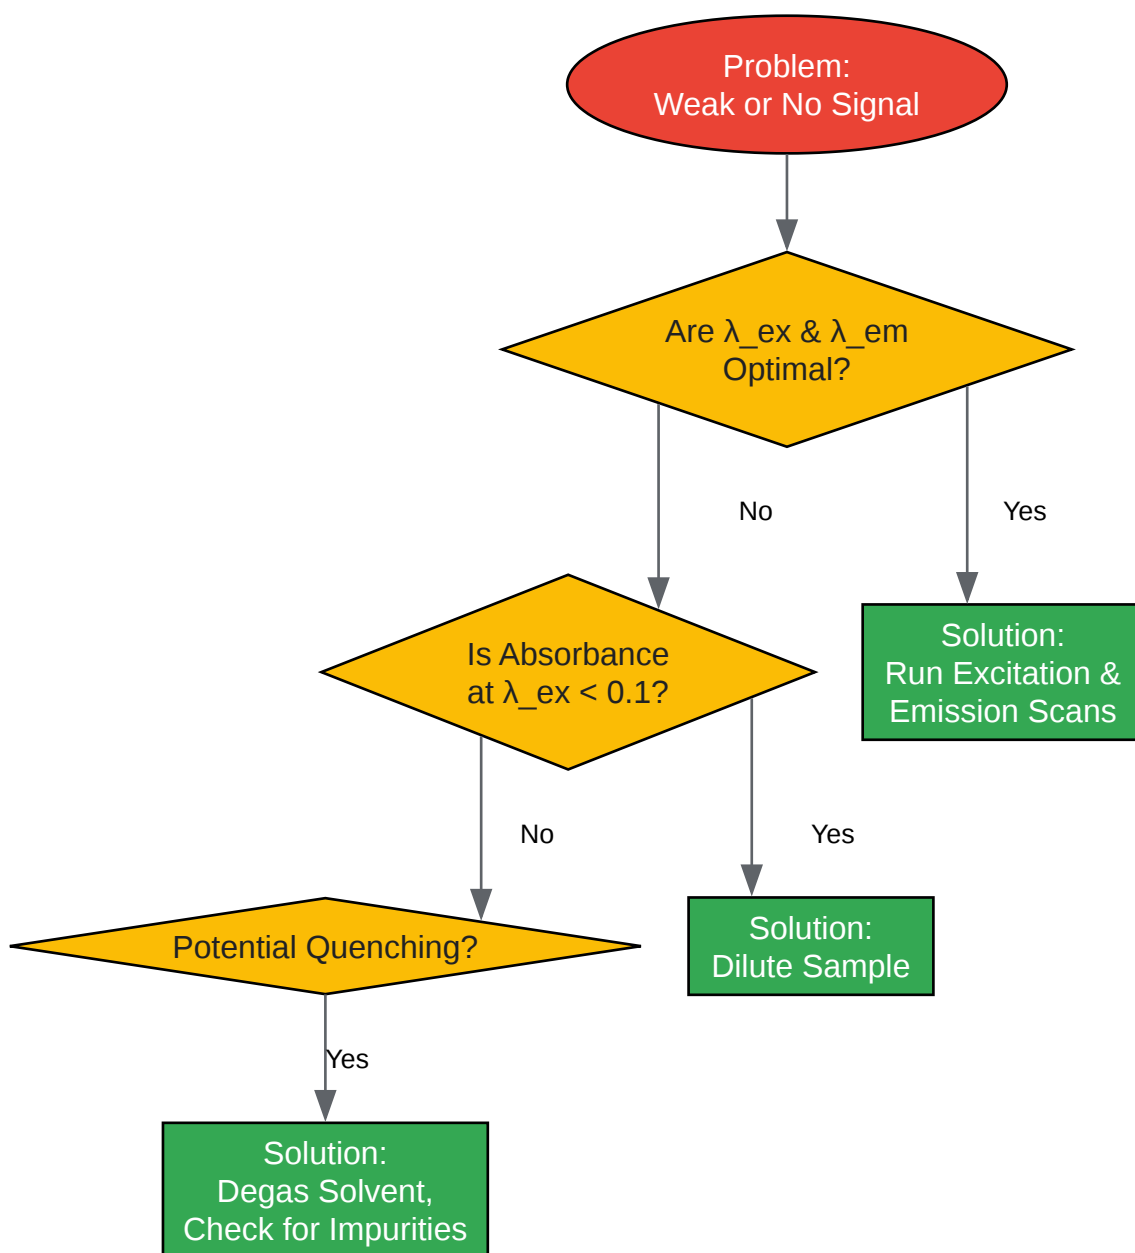 Problem:
Weak or No Signal
Are λ_ex & λ_em
Optimal?
No
Yes
Solution:
Run Excitation &
Emission Scans
Is Absorbance
at λ_ex < 0.1?
No
Yes
Solution:
Dilute Sample
Potential Quenching?
Yes
Solution:
Degas Solvent,
Check for Impurities